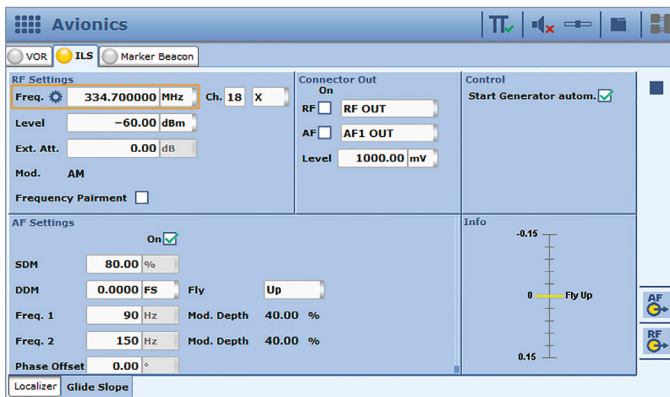 Avionics
VOR ILS Marker Beacon
RF Settings
Freq. 334.700000 MHz Ch. 18 X
Level -60.00 dBm
Ext. Att. 0.00 dB
Mod. AM
Frequency Pairment
Connector Out
On
RF RF OUT
AF AF1 OUT
Level 1000.00 mV
Control
Start Generator autom.
AF Settings
On
SDM 80.00 %
DDM 0.0000 FS Fly Up
Freq. 1 90 Hz Mod. Depth 40.00 %
Freq. 2 150 Hz Mod. Depth 40.00 %
Phase Offset 0.00 °
Info
-0.15
0 Fly Up
0.15
AF
RF
Localizer Glide Slope